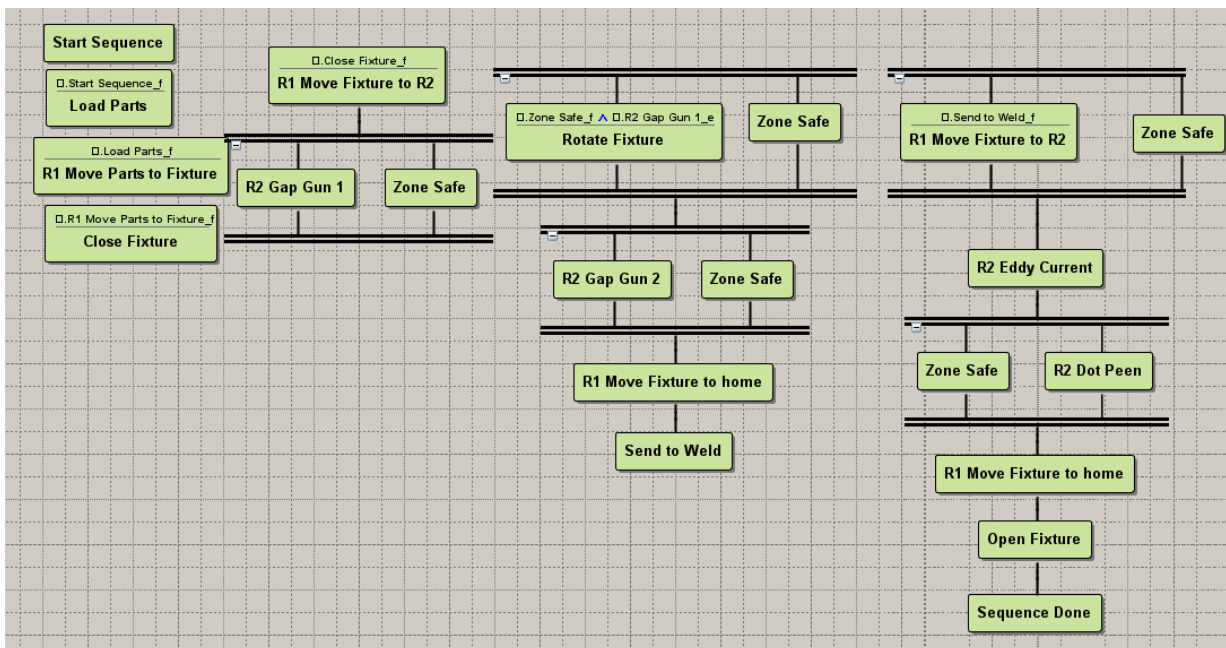 Start Sequence
□.Start Sequence_f
Load Parts
□.Load Parts_f
R1 Move Parts to Fixture
□.R1 Move Parts to Fixture_f
Close Fixture
□.Close Fixture_f
R1 Move Fixture to R2
R2 Gap Gun 1
Zone Safe
□.Zone Safe_f ∧ □.R2 Gap Gun 1_e
Rotate Fixture
Zone Safe
R2 Gap Gun 2
Zone Safe
R1 Move Fixture to home
Send to Weld
□.Send to Weld_f
R1 Move Fixture to R2
Zone Safe
R2 Eddy Current
Zone Safe
R2 Dot Peen
R1 Move Fixture to home
Open Fixture
Sequence Done